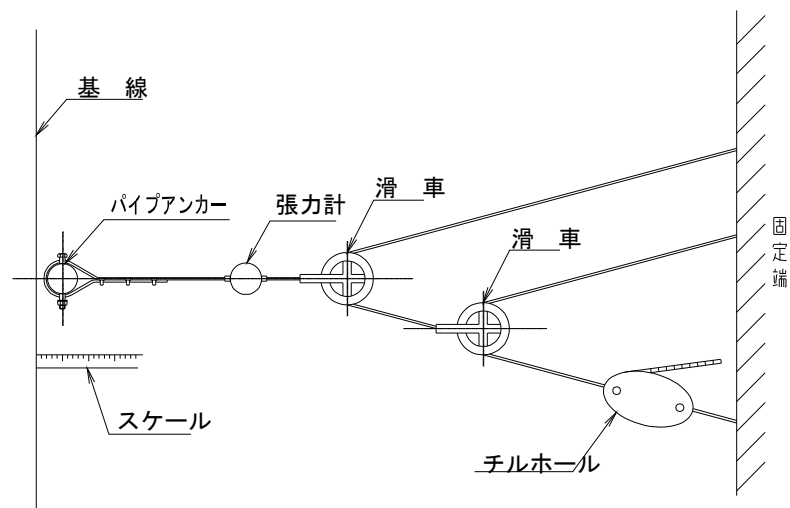 基　線
パイプアンカー
張力計
滑　車
滑　車
固定端
スケール
チルホール